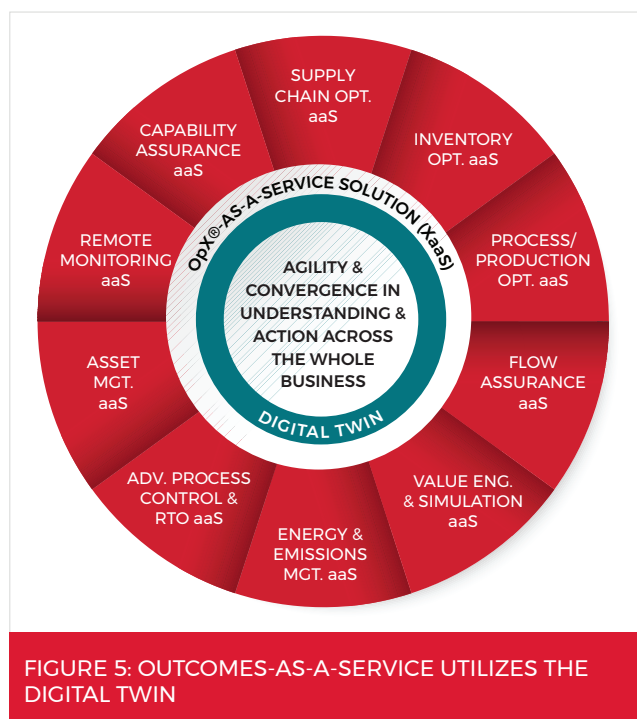 SUPPLY
CHAIN OPT.
aaS
INVENTORY
OPT. aaS
PROCESS/
PRODUCTION
OPT. aaS
FLOW
ASSURANCE
aaS
VALUE ENG.
& SIMULATION
aaS
ENERGY &
EMISSIONS
MGT. aaS
ADV. PROCESS
CONTROL &
RTO aaS
ASSET
MGT.
aaS
REMOTE
MONITORING
aaS
CAPABILITY
ASSURANCE
aaS
OpX®-AS-A-SERVICE SOLUTION (XaaS)
AGILITY &
CONVERGENCE IN
UNDERSTANDING &
ACTION ACROSS
THE WHOLE
BUSINESS
DIGITAL TWIN
FIGURE 5: OUTCOMES-AS-A-SERVICE UTILIZES THE
DIGITAL TWIN